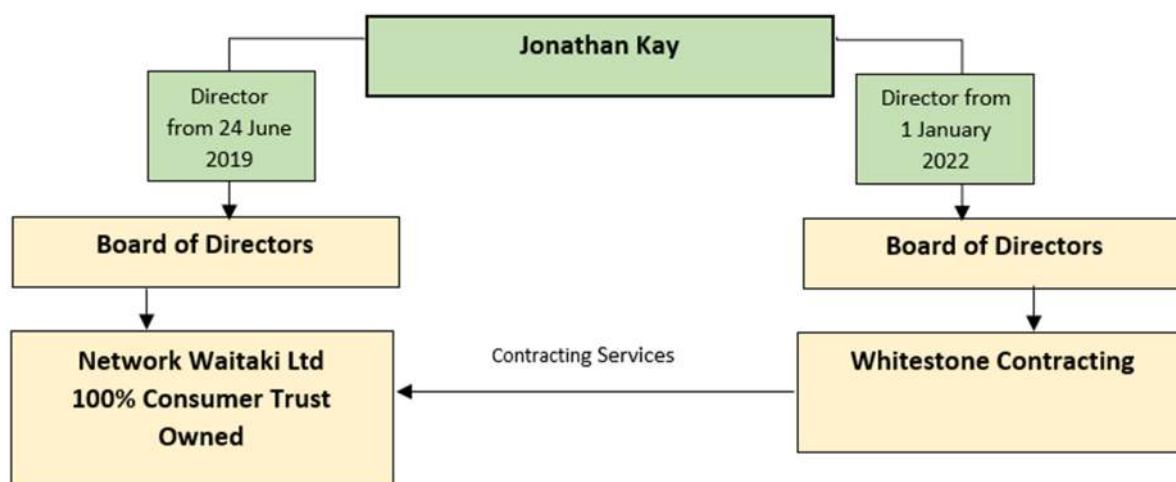 Jonathan Kay
Director
from 24 June
2019
Director from
1 January
2022
Board of Directors
Board of Directors
Network Waitaki Ltd
100% Consumer Trust
Owned
Contracting Services
Whitestone Contracting